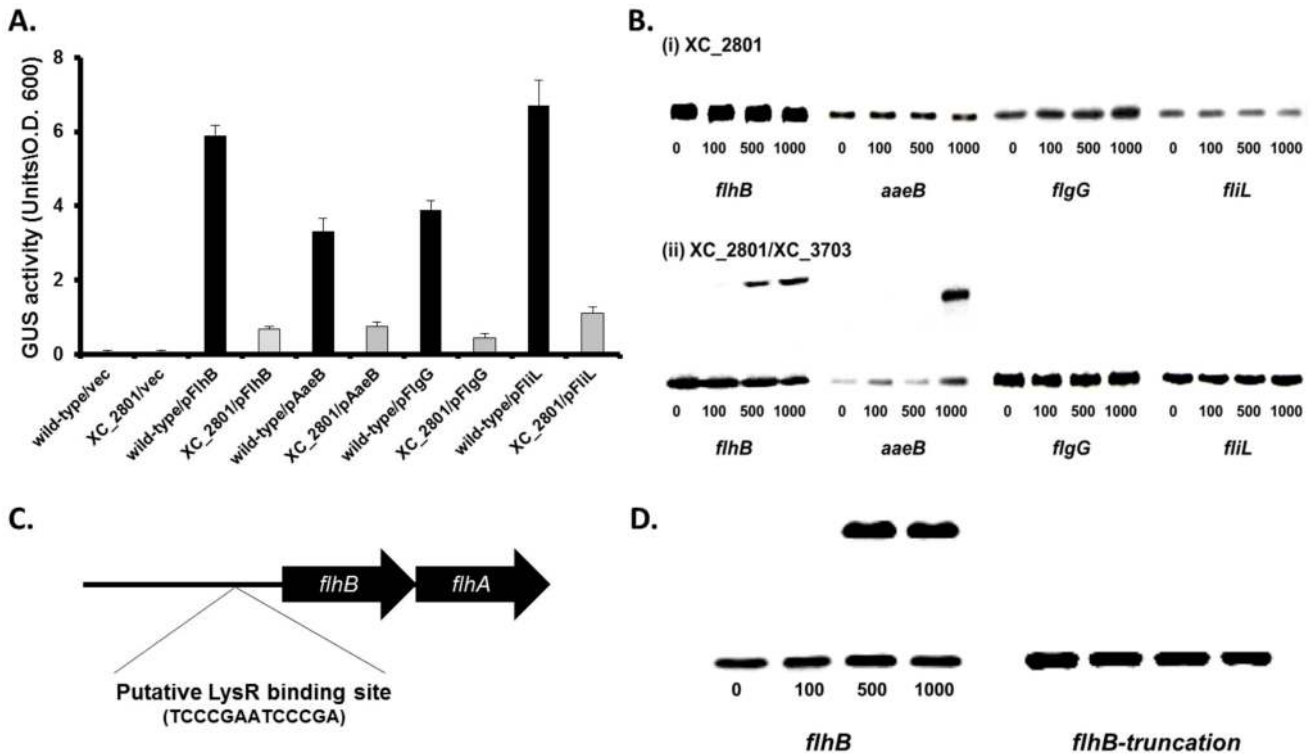 A.
GUS activity (Units\O.D. 600)
8
6
4
2
0
wild-type/vec
XC_2801/vec
wild-type/pFlhB
XC_2801/pFlhB
wild-type/pAaeB
XC_2801/pAaeB
wild-type/pFlgG
XC_2801/pFlgG
wild-type/pFliL
XC_2801/pFliL
B.
(i) XC_2801
0 100 500 1000 0 100 500 1000 0 100 500 1000 0 100 500 1000
flhB aaeB flgG fliL
(ii) XC_2801/XC_3703
0 100 500 1000 0 100 500 1000 0 100 500 1000 0 100 500 1000
flhB aaeB flgG fliL
C.
flhB flhA
Putative LysR binding site
(TCCCGAATCCCGA)
D.
0 100 500 1000
flhB flhB-truncation